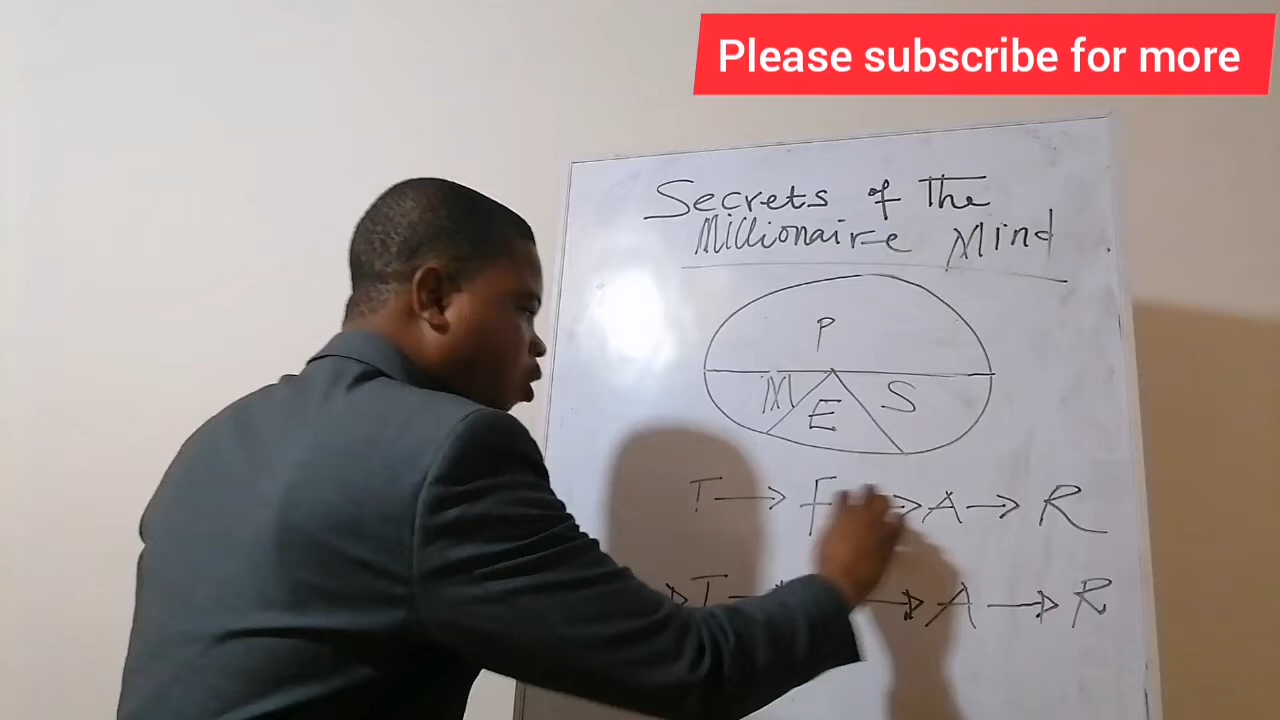 Please subscribe for more
Secrets of The
Millionaire Mind
P
M E S
T → F → A → R
T → → A → R